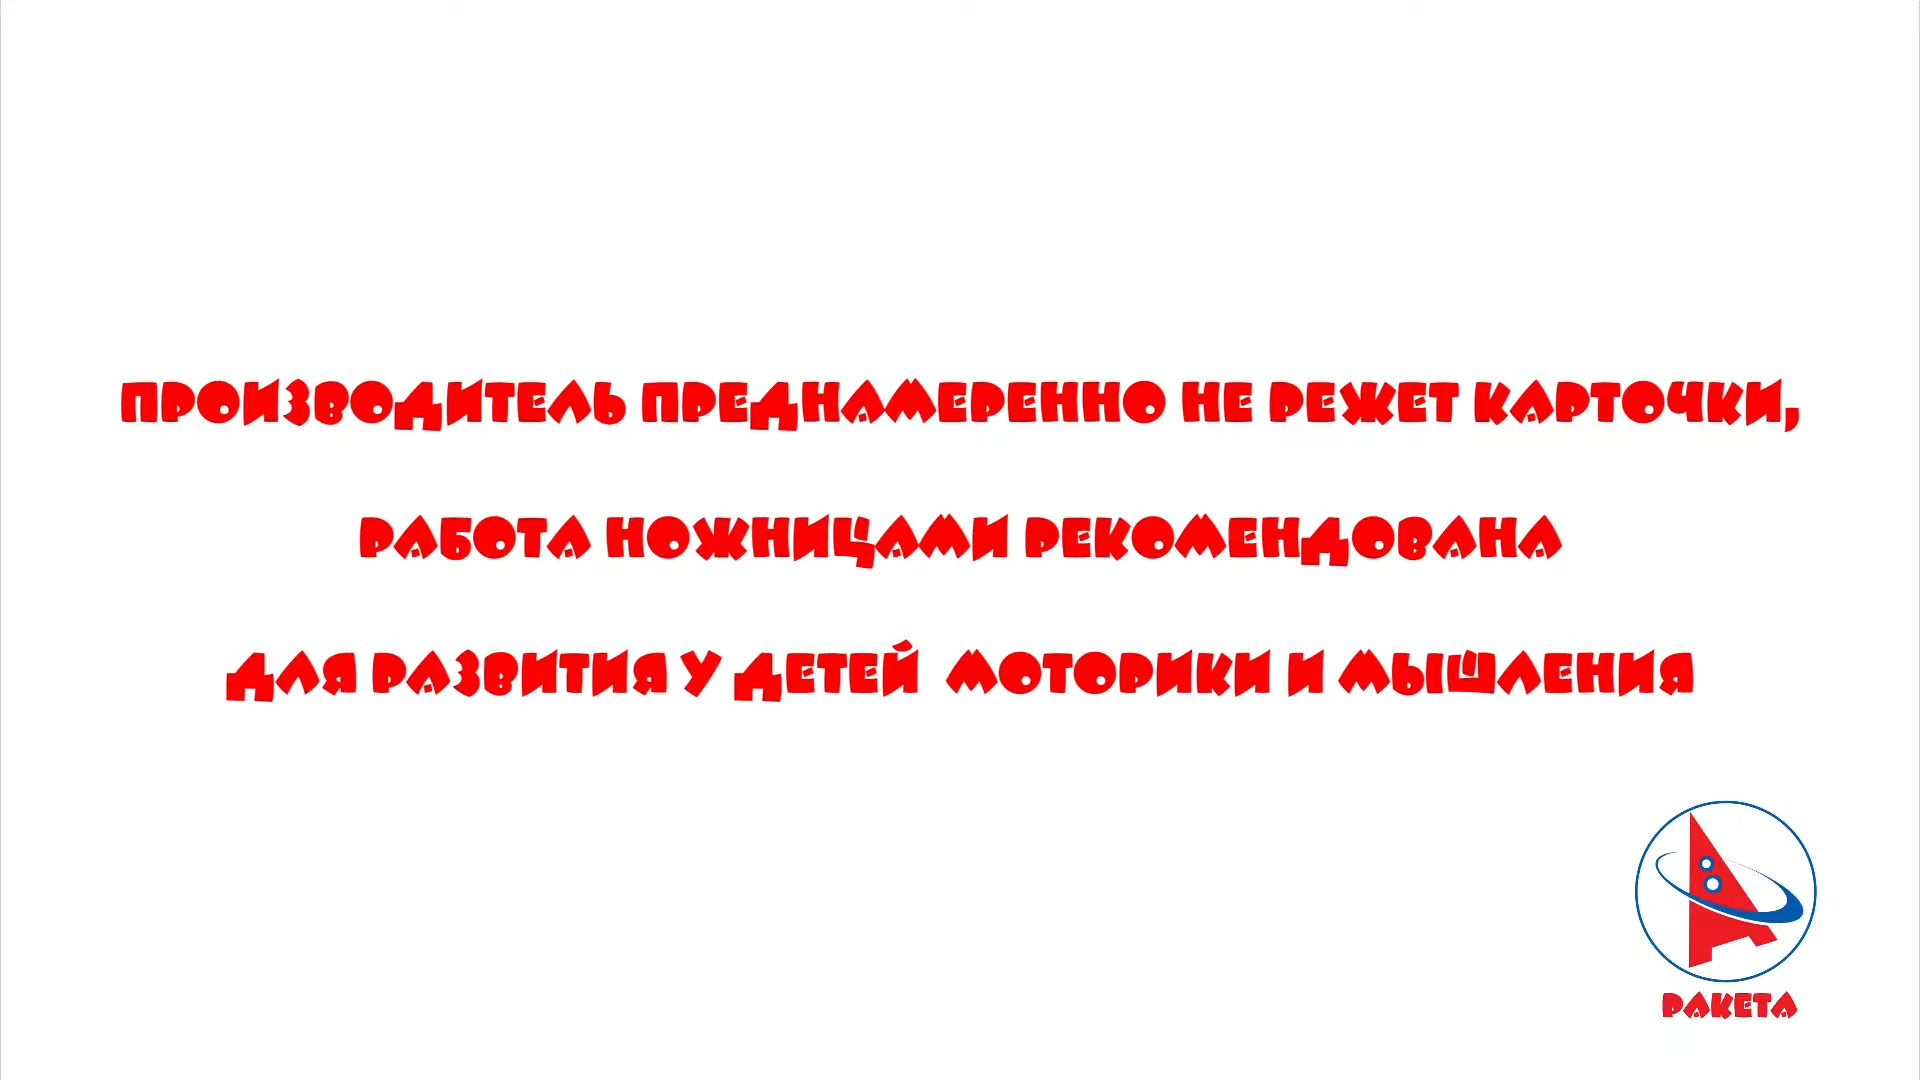 ПРОИЗВОДИТЕЛЬ ПРЕДНАМЕРЕННО НЕ РЕЖЕТ КАРТОЧКИ,
РАБОТА НОЖНИЦАМИ РЕКОМЕНДОВАНА
ДЛЯ РАЗВИТИЯ У ДЕТЕЙ МОТОРИКИ И МЫШЛЕНИЯ
РАКЕТА